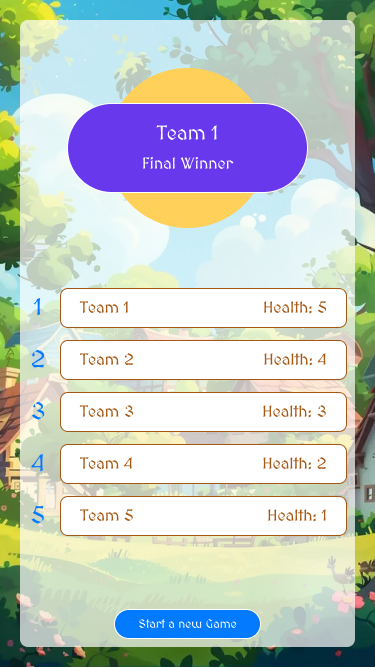 Team 1
Final Winner
1 Team 1 Health: 5
2 Team 2 Health: 4
3 Team 3 Health: 3
4 Team 4 Health: 2
5 Team 5 Health: 1
Start a new Game